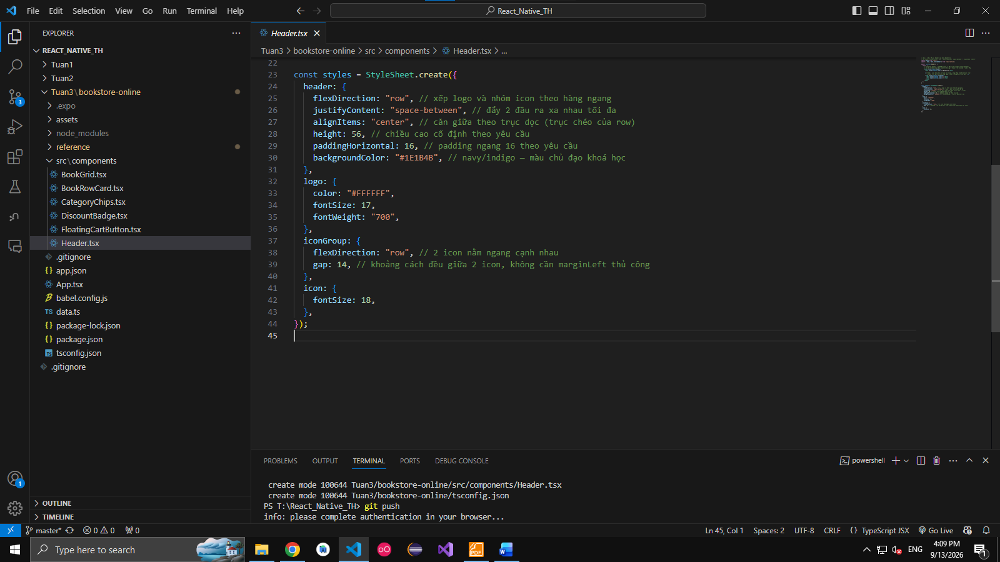 File Edit Selection View Go Run Terminal Help
React_Native_TH
EXPLORER
REACT_NATIVE_TH
Tuan1
Tuan2
Tuan3\bookstore-online
.expo
assets
node_modules
reference
src\components
BookGrid.tsx
BookRowCard.tsx
CategoryChips.tsx
DiscountBadge.tsx
FloatingCartButton.tsx
Header.tsx
.gitignore
app.json
App.tsx
babel.config.js
TS data.ts
package-lock.json
package.json
tsconfig.json
.gitignore
OUTLINE
TIMELINE
3
1
Header.tsx
Tuan3 > bookstore-online > src > components > Header.tsx > ...
22
23 const styles = StyleSheet.create({
24 header: {
25 flexDirection: "row", // xếp logo và nhóm icon theo hàng ngang
26 justifyContent: "space-between", // đẩy 2 đầu ra xa nhau tối đa
27 alignItems: "center", // căn giữa theo trục dọc (trục chéo của row)
28 height: 56, // chiều cao cố định theo yêu cầu
29 paddingHorizontal: 16, // padding ngang 16 theo yêu cầu
30 backgroundColor: "#1E1B4B", // navy/indigo — màu chủ đạo khoá học
31 },
32 logo: {
33 color: "#FFFFFF",
34 fontSize: 17,
35 fontWeight: "700",
36 },
37 iconGroup: {
38 flexDirection: "row", // 2 icon nằm ngang cạnh nhau
39 gap: 14, // khoảng cách đều giữa 2 icon, không cần marginLeft thủ công
40 },
41 icon: {
42 fontSize: 18,
43 },
44 });
45
PROBLEMS OUTPUT TERMINAL PORTS DEBUG CONSOLE
powershell
create mode 100644 Tuan3/bookstore-online/src/components/Header.tsx
create mode 100644 Tuan3/bookstore-online/tsconfig.json
PS T:\React_Native_TH> git push
info: please complete authentication in your browser...
master* 0 0 0
Ln 45, Col 1 Spaces: 2 UTF-8 CRLF {} TypeScript JSX Go Live
Type here to search
PDF
ENG
4:09 PM
9/13/2026
1